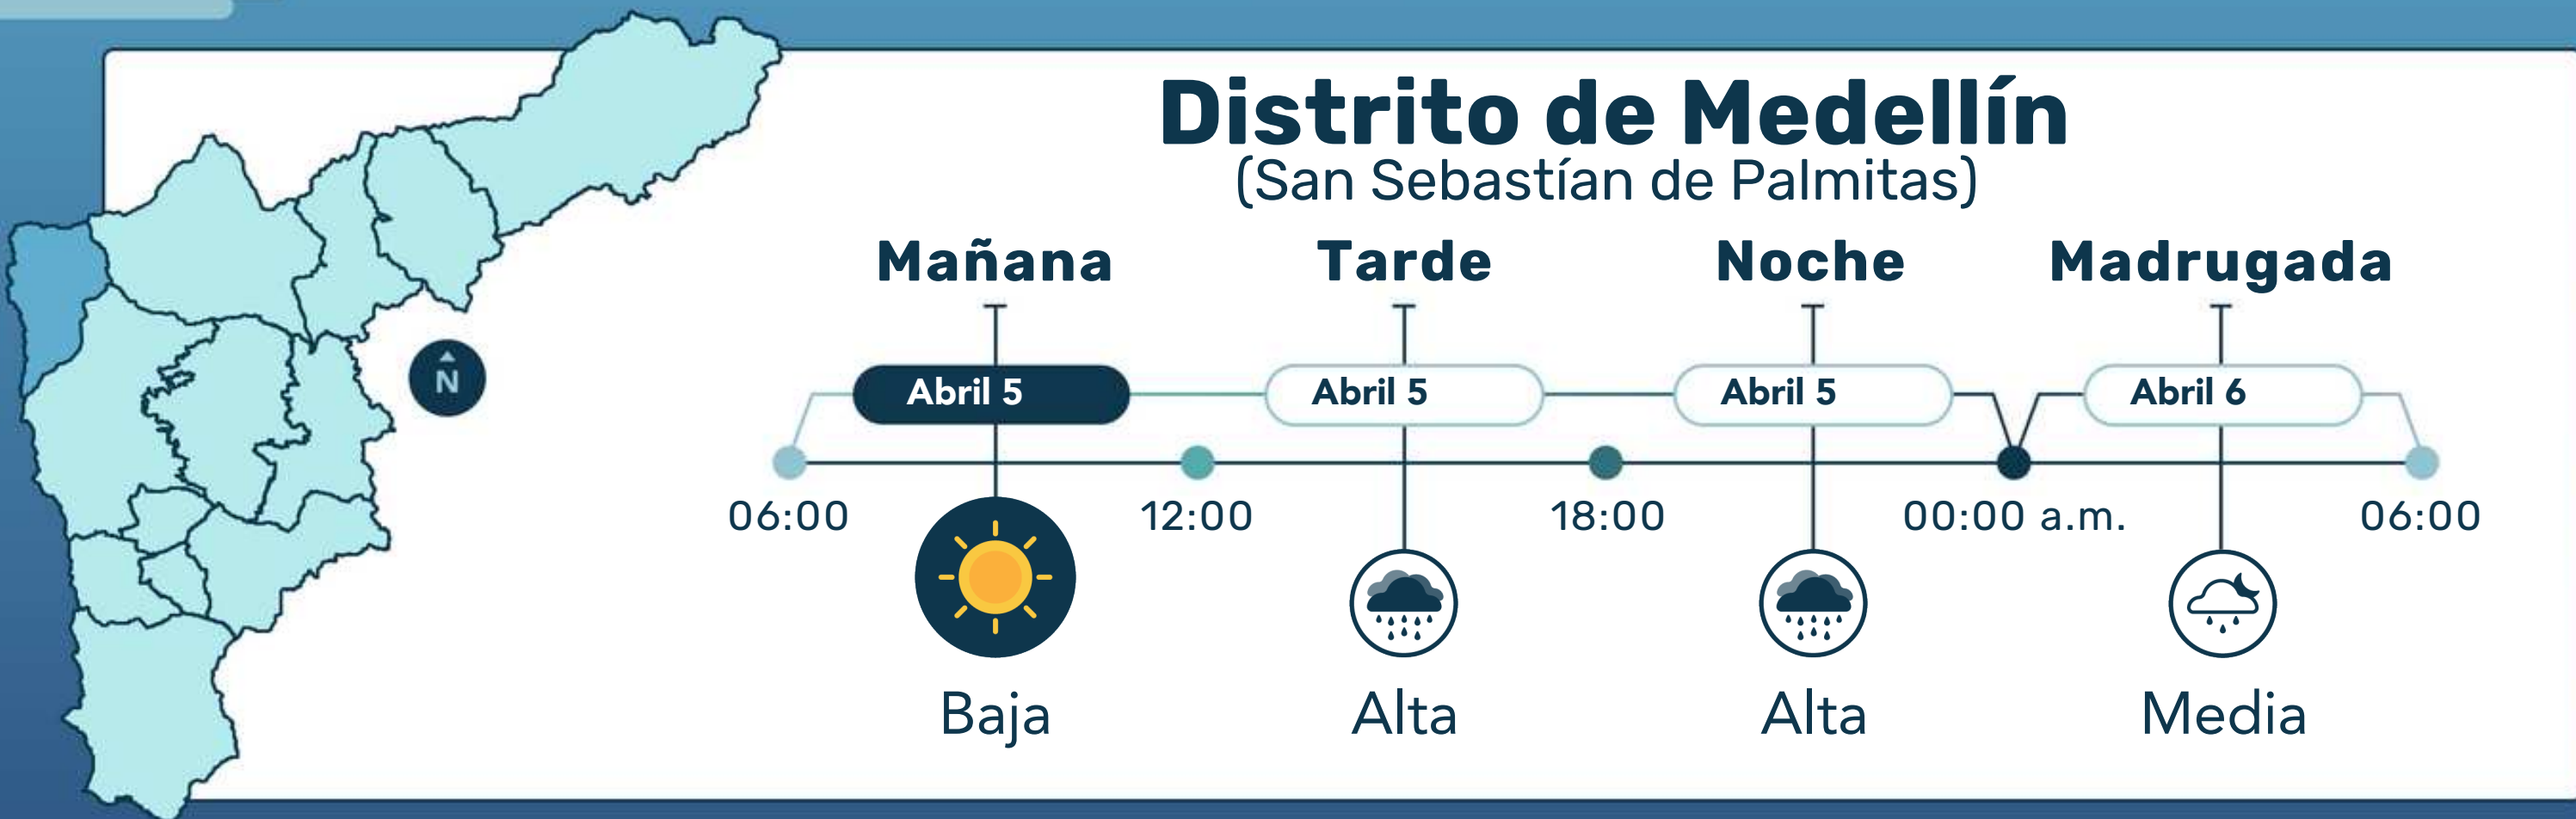 Distrito de Medellín
(San Sebastían de Palmitas)
Mañana Tarde Noche Madrugada
Abril 5 Abril 5 Abril 5 Abril 6
N
06:00 12:00 18:00 00:00 a.m. 06:00
Baja Alta Alta Media